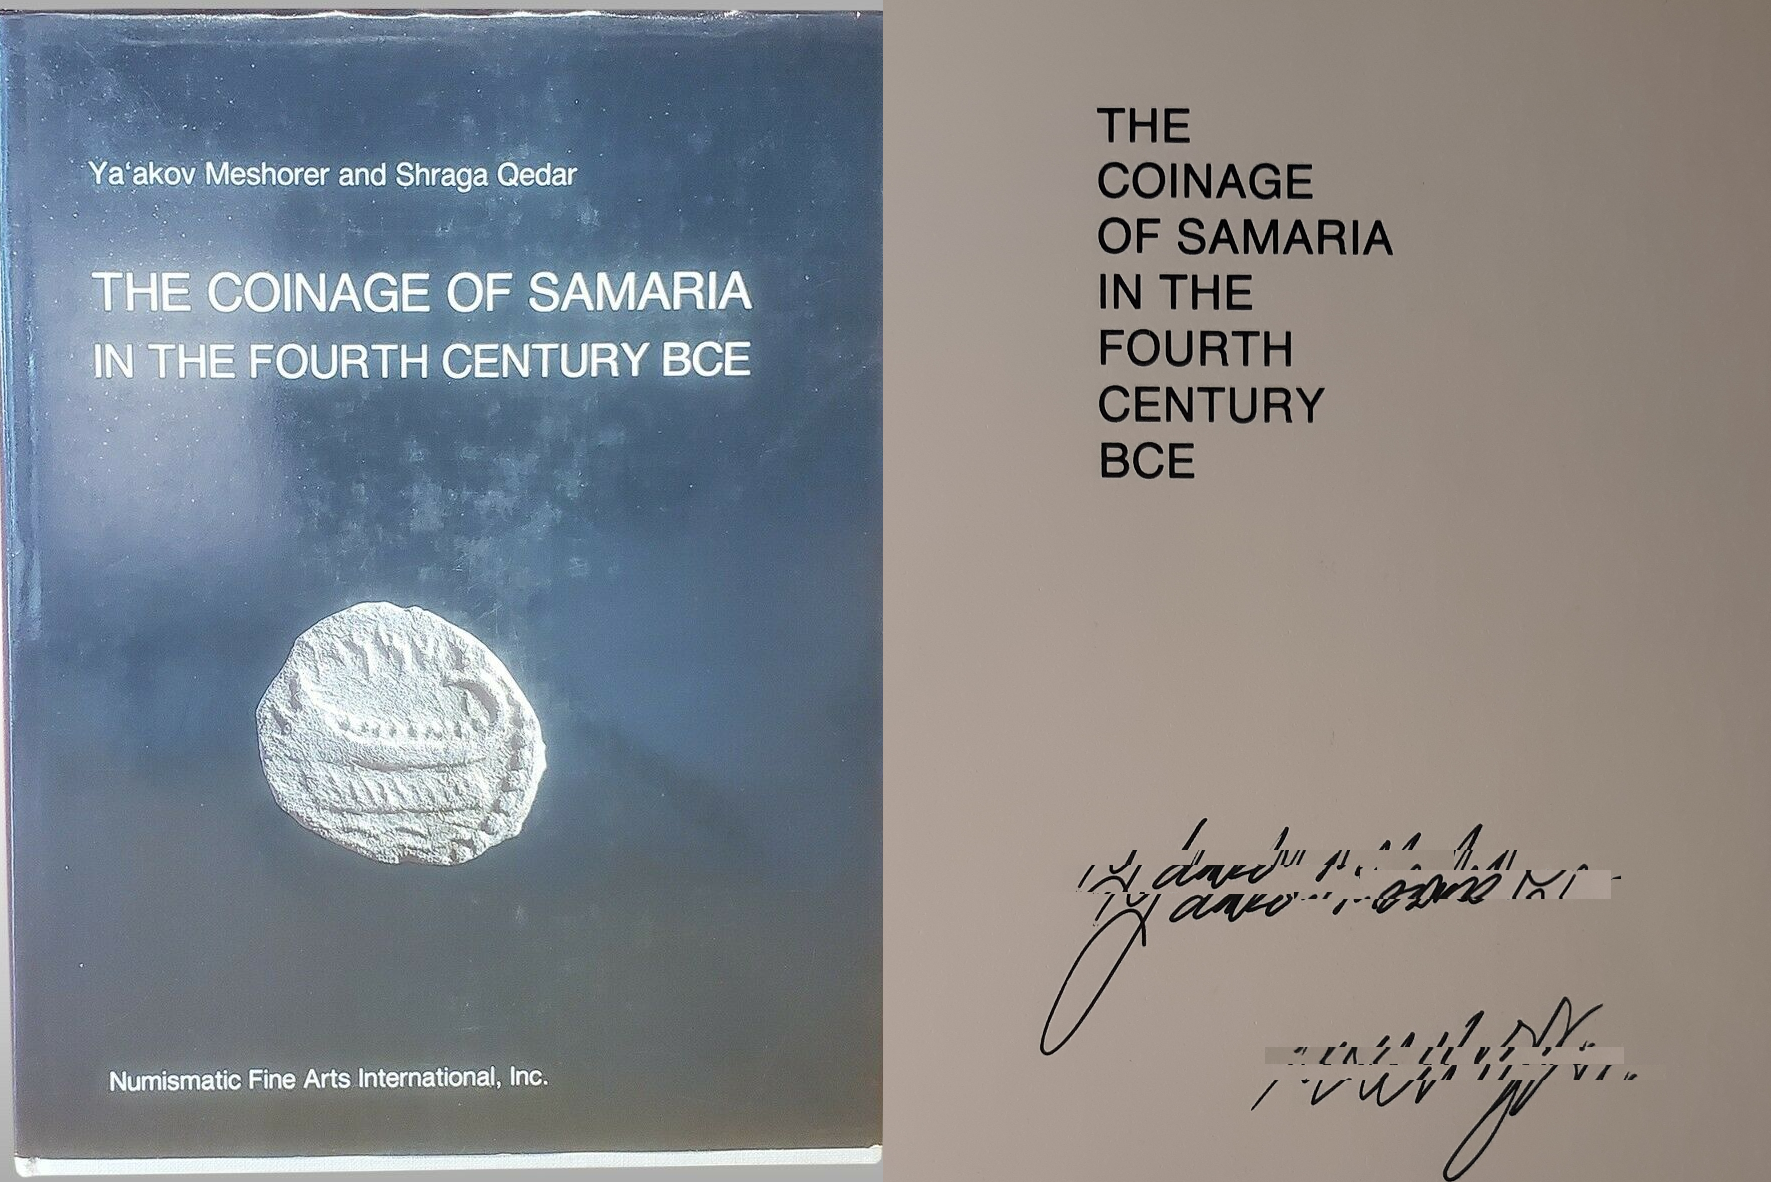 Ya‘akov Meshorer and Shraga Qedar
THE COINAGE OF SAMARIA
IN THE FOURTH CENTURY BCE
Numismatic Fine Arts International, Inc.
THE
COINAGE
OF SAMARIA
IN THE
FOURTH
CENTURY
BCE